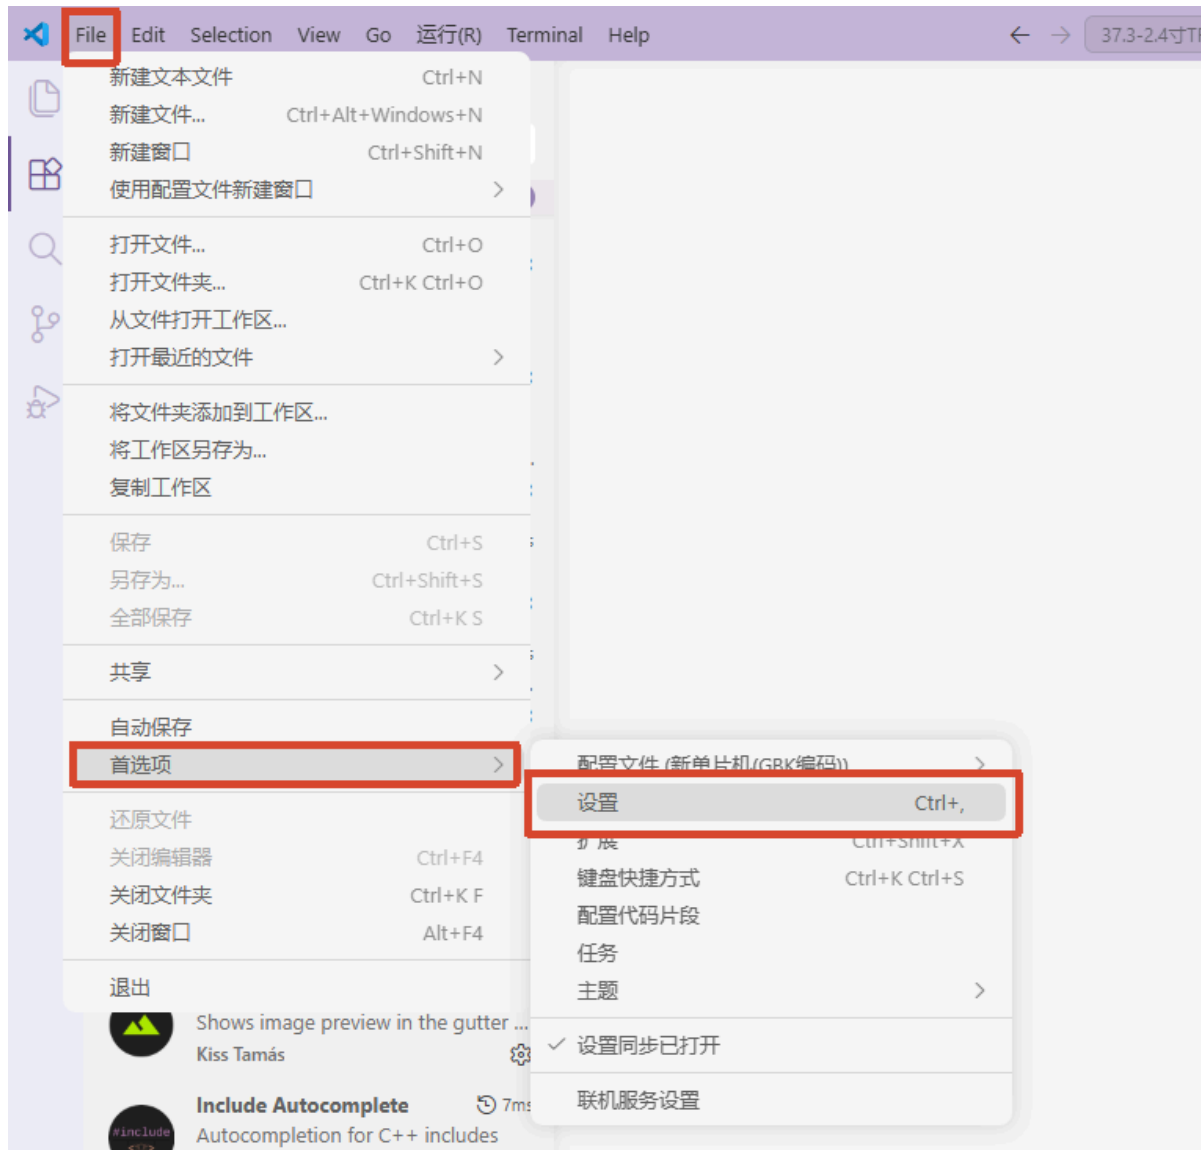 File Edit Selection View Go 运行(R) Terminal Help 37.3-2.4寸TF
新建文本文件 Ctrl+N
新建文件... Ctrl+Alt+Windows+N
新建窗口 Ctrl+Shift+N
使用配置文件新建窗口
打开文件... Ctrl+O
打开文件夹... Ctrl+K Ctrl+O
从文件打开工作区...
打开最近的文件
将文件夹添加到工作区...
将工作区另存为...
复制工作区
保存 Ctrl+S
另存为... Ctrl+Shift+S
全部保存 Ctrl+K S
共享
自动保存
首选项
还原文件
关闭编辑器 Ctrl+F4
关闭文件夹 Ctrl+K F
关闭窗口 Alt+F4
退出
配置文件 (新单片机(GBK编码))
设置 Ctrl+,
扩展 Ctrl+Shift+X
键盘快捷方式 Ctrl+K Ctrl+S
配置代码片段
任务
主题
设置同步已打开
联机服务设置
Shows image preview in the gutter ...
Kiss Tamás
Include Autocomplete 7ms
Autocompletion for C++ includes
#include